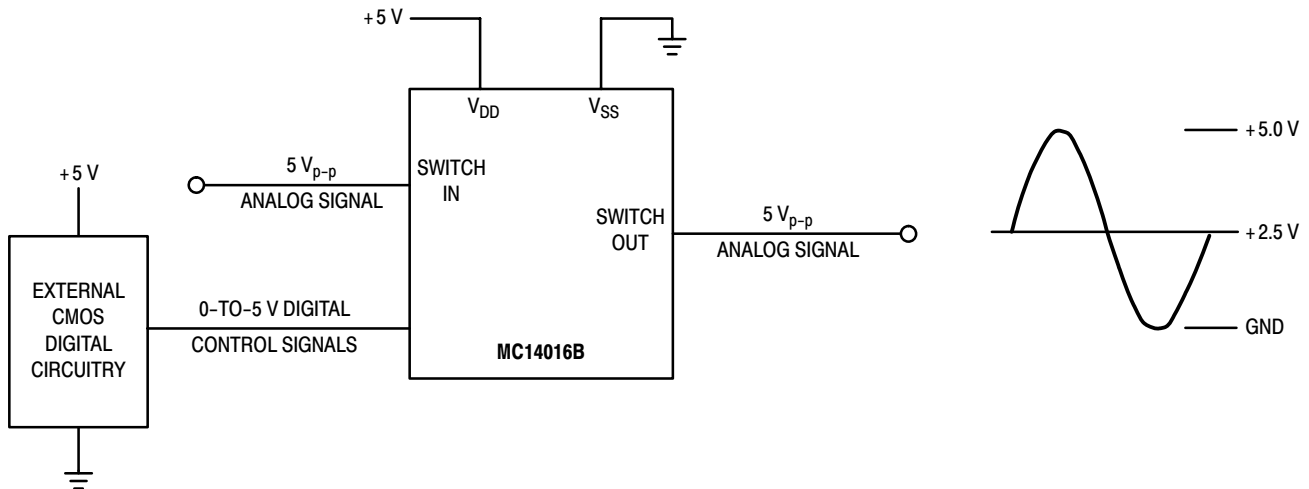 +5 V
V_DD
V_SS
+5.0 V
5 V_p-p
ANALOG SIGNAL
SWITCH
IN
+5 V
SWITCH
OUT
5 V_p-p
ANALOG SIGNAL
+2.5 V
EXTERNAL
CMOS
DIGITAL
CIRCUITRY
0-TO-5 V DIGITAL
CONTROL SIGNALS
MC14016B
GND